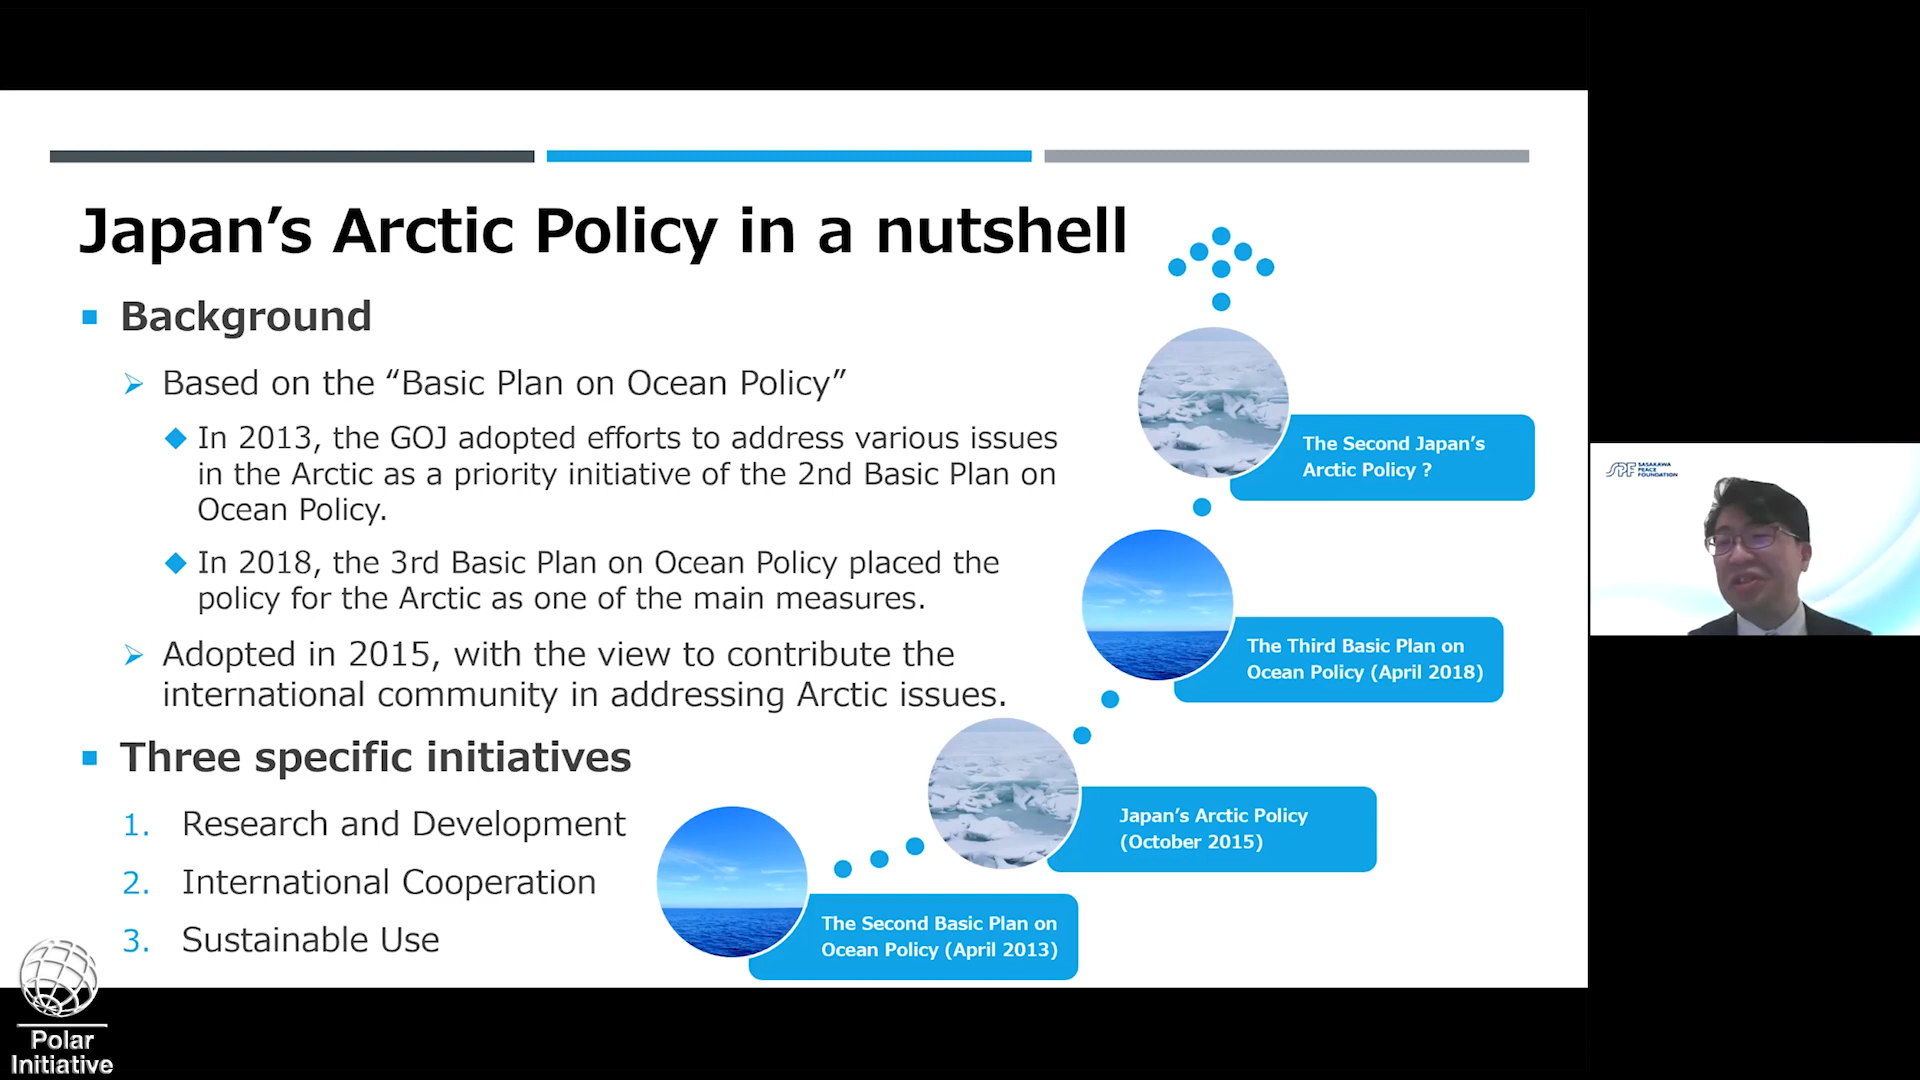 Japan’s Arctic Policy in a nutshell
Background
Based on the “Basic Plan on Ocean Policy”
In 2013, the GOJ adopted efforts to address various issues
in the Arctic as a priority initiative of the 2nd Basic Plan on
Ocean Policy.
In 2018, the 3rd Basic Plan on Ocean Policy placed the
policy for the Arctic as one of the main measures.
Adopted in 2015, with the view to contribute the
international community in addressing Arctic issues.
Three specific initiatives
1. Research and Development
2. International Cooperation
3. Sustainable Use
The Second Japan’s
Arctic Policy ?
The Third Basic Plan on
Ocean Policy (April 2018)
Japan’s Arctic Policy
(October 2015)
The Second Basic Plan on
Ocean Policy (April 2013)
SPF
SASAKAWA
PEACE
FOUNDATION
Polar
Initiative